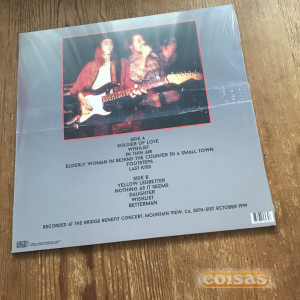 SIDE A
SOLDIER OF LOVE
WISHLIST
IN THIN AIR
ELDERLY WOMAN IN BEHIND THE COUNTER IN A SMALL TOWN
FOOTSTEPS
LAST KISS
SIDE B
YELLOW LEDBETTER
NOTHING AS IT SEEMS
DAUGHTER
WISHLIST
BETTERMAN
RECORDED AT THE BRIDGE BENEFIT CONCERT, MOUNTAIN VIEW, CA. 30TH-31ST OCTOBER 1999
coisas